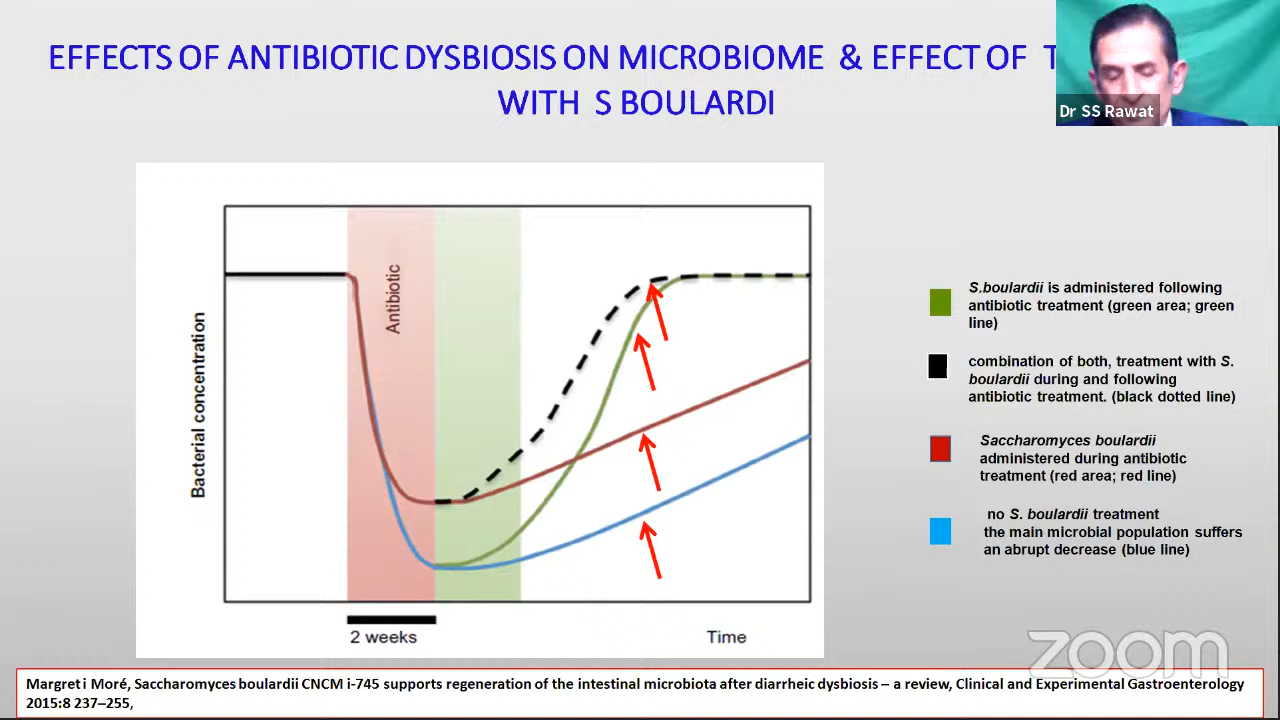 EFFECTS OF ANTIBIOTIC DYSBIOSIS ON MICROBIOME & EFFECT OF T
WITH S BOULARDI
Dr SS Rawat
Antibiotic
Bacterial concentration
2 weeks
Time
S.boulardii is administered following
antibiotic treatment (green area; green
line)
combination of both, treatment with S.
boulardii during and following
antibiotic treatment. (black dotted line)
Saccharomyces boulardii
administered during antibiotic
treatment (red area; red line)
no S. boulardii treatment
the main microbial population suffers
an abrupt decrease (blue line)
zoom
Margret i Moré, Saccharomyces boulardii CNCM i-745 supports regeneration of the intestinal microbiota after diarrheic dysbiosis – a review, Clinical and Experimental Gastroenterology
2015:8 237–255,